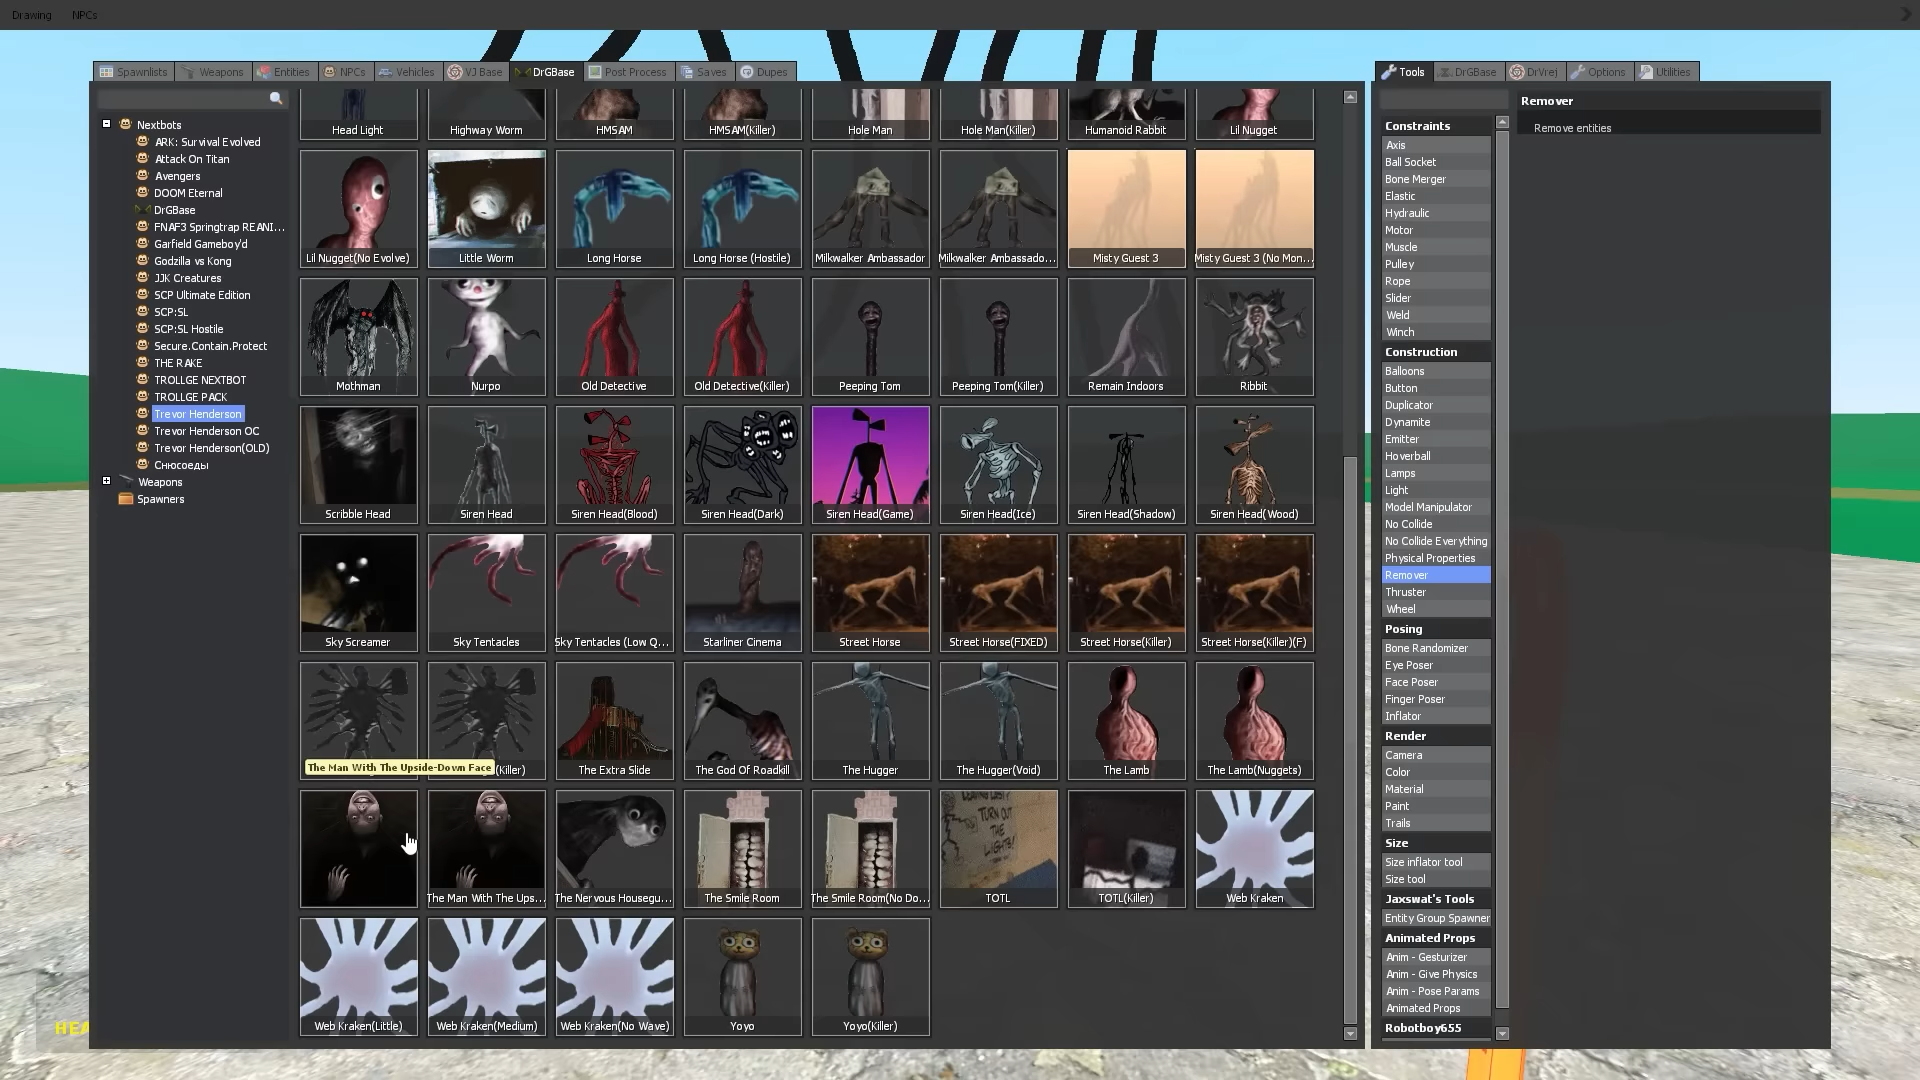 Drawing NPCs
Spawnlists Weapons Entities NPCs Vehicles VJ Base DrGBase Post Process Saves Dupes
Tools DrGBase DrVrej Options Utilities
Nextbots
ARK: Survival Evolved
Attack On Titan
Avengers
DOOM Eternal
DrGBase
FNAF3 Springtrap REANI...
Garfield Gameboy'd
Godzilla vs Kong
JJK Creatures
SCP Ultimate Edition
SCP:SL
SCP:SL Hostile
Secure.Contain.Protect
THE RAKE
TROLLGE NEXTBOT
TROLLGE PACK
Trevor Henderson
Trevor Henderson OC
Trevor Henderson(OLD)
Снюсоеды
Weapons
Spawners
Head Light Highway Worm HMSAM HMSAM(Killer) Hole Man Hole Man(Killer) Humanoid Rabbit Lil Nugget
Lil Nugget(No Evolve) Little Worm Long Horse Long Horse (Hostile) Milkwalker Ambassador Milkwalker Ambassado... Misty Guest 3 Misty Guest 3 (No Mon...
Mothman Nurpo Old Detective Old Detective(Killer) Peeping Tom Peeping Tom(Killer) Remain Indoors Ribbit
Scribble Head Siren Head Siren Head(Blood) Siren Head(Dark) Siren Head(Game) Siren Head(Ice) Siren Head(Shadow) Siren Head(Wood)
Sky Screamer Sky Tentacles Sky Tentacles (Low Q... Starliner Cinema Street Horse Street Horse(FIXED) Street Horse(Killer) Street Horse(Killer)(F)
The Man With The Upside-Down Face (Killer) The Extra Slide The God Of Roadkill The Hugger The Hugger(Void) The Lamb The Lamb(Nuggets)
TURN OUT
THE
LIGHTS!
The Man With The Ups... The Nervous Housegu... The Smile Room The Smile Room(No Do... TOTL TOTL(Killer) Web Kraken
Web Kraken(Little) Web Kraken(Medium) Web Kraken(No Wave) Yoyo Yoyo(Killer)
HEA
Constraints
Axis
Ball Socket
Bone Merger
Elastic
Hydraulic
Motor
Muscle
Pulley
Rope
Slider
Weld
Winch
Construction
Balloons
Button
Duplicator
Dynamite
Emitter
Hoverball
Lamps
Light
Model Manipulator
No Collide
No Collide Everything
Physical Properties
Remover
Thruster
Wheel
Posing
Bone Randomizer
Eye Poser
Face Poser
Finger Poser
Inflator
Render
Camera
Color
Material
Paint
Trails
Size
Size inflator tool
Size tool
Jaxswat's Tools
Entity Group Spawner
Animated Props
Anim - Gesturizer
Anim - Give Physics
Anim - Pose Params
Animated Props
Robotboy655
Remover
Remove entities